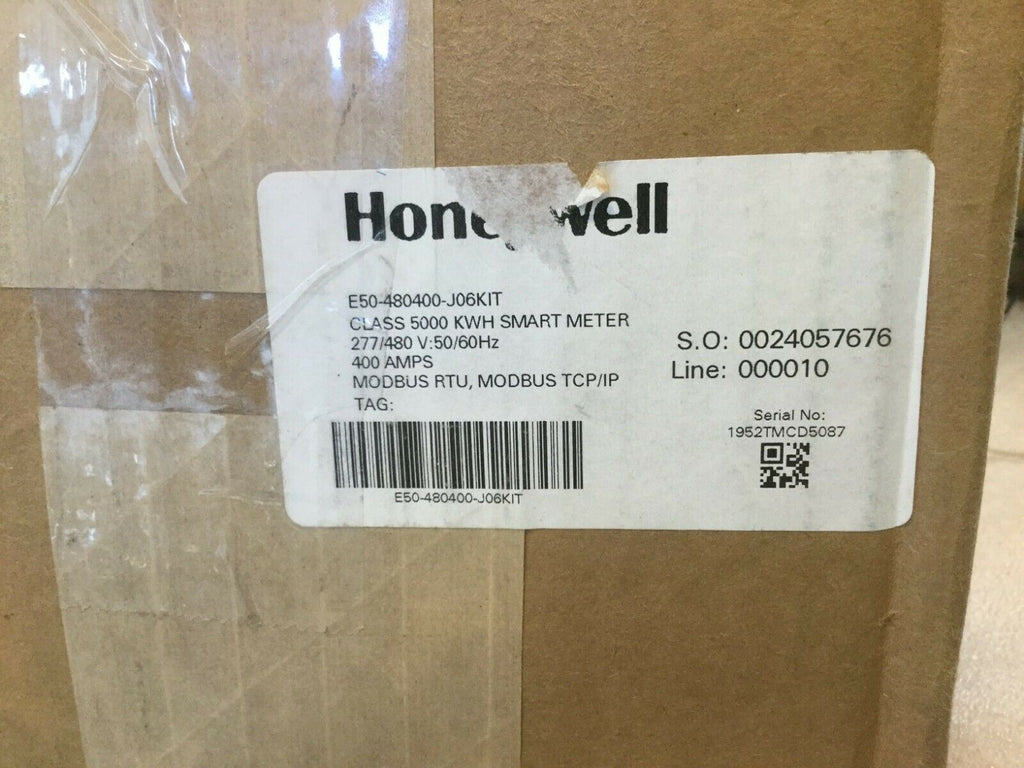 Honeywell
E50-480400-J06KIT
CLASS 5000 KWH SMART METER
277/480 V:50/60Hz
400 AMPS
MODBUS RTU, MODBUS TCP/IP
TAG:
E50-480400-J06KIT
S.O: 0024057676
Line: 000010
Serial No:
1952TMCD5087